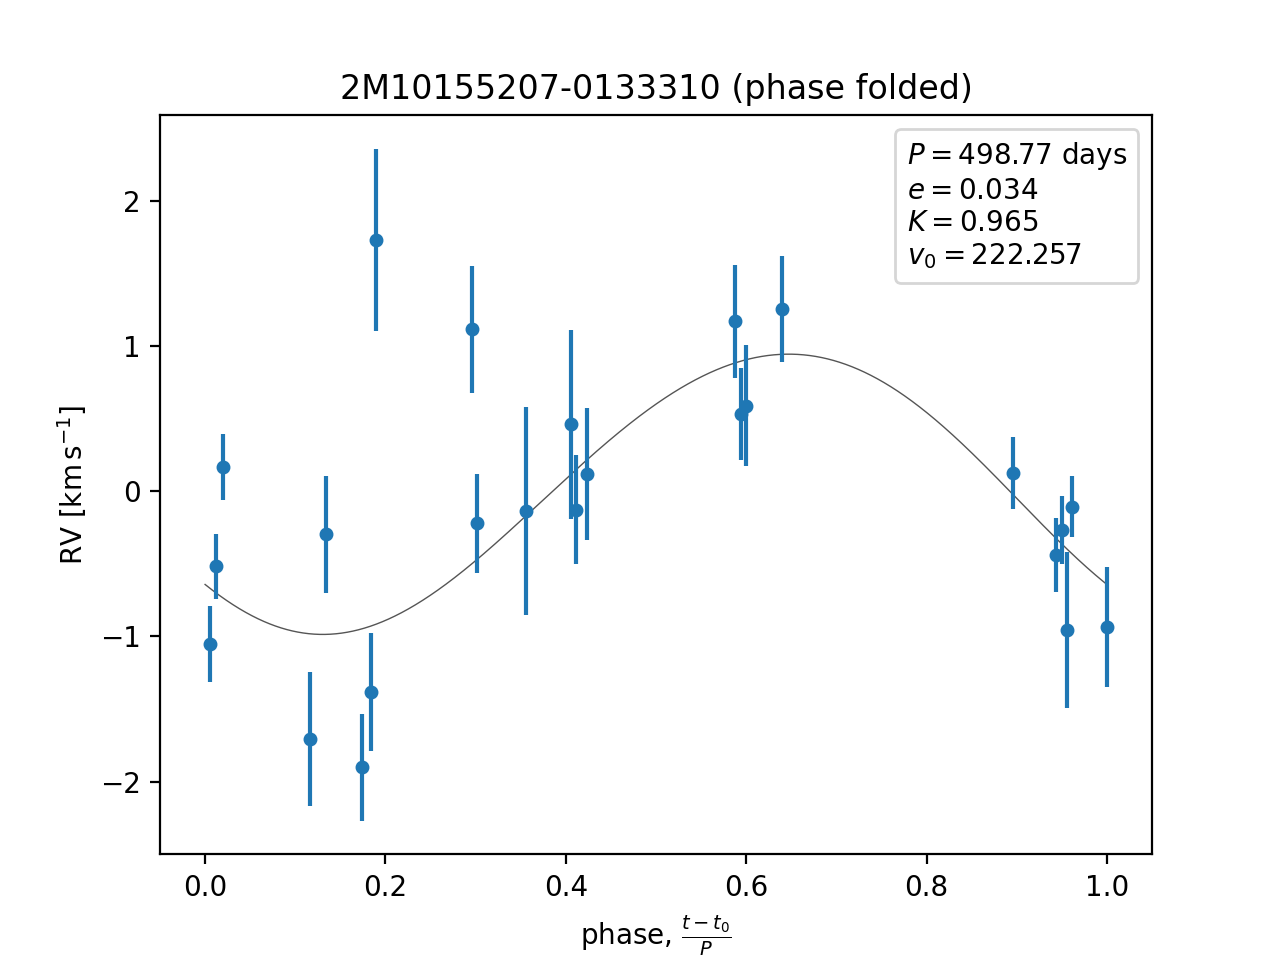 2M10155207-0133310 (phase folded)
P = 498.77 days
e = 0.034
K = 0.965
v₀ = 222.257
RV [km s⁻¹]
2
1
0
−1
−2
0.0 0.2 0.4 0.6 0.8 1.0
phase, (t − t₀)/P